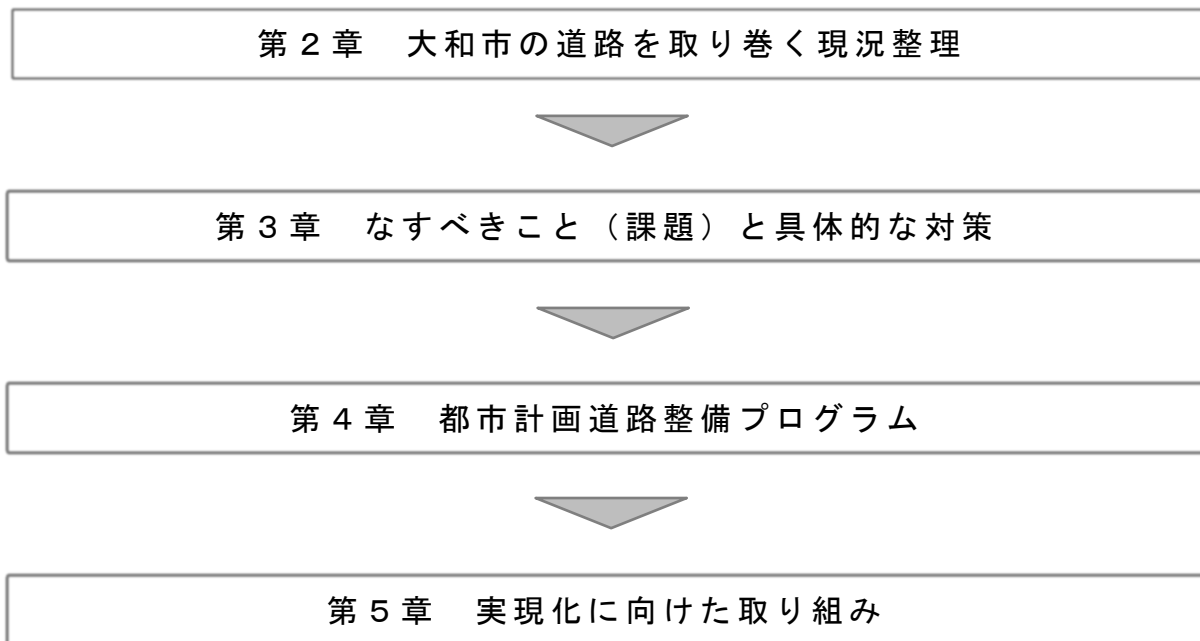 第２章　大和市の道路を取り巻く現況整理
第３章　なすべきこと（課題）と具体的な対策
第４章　都市計画道路整備プログラム
第５章　実現化に向けた取り組み